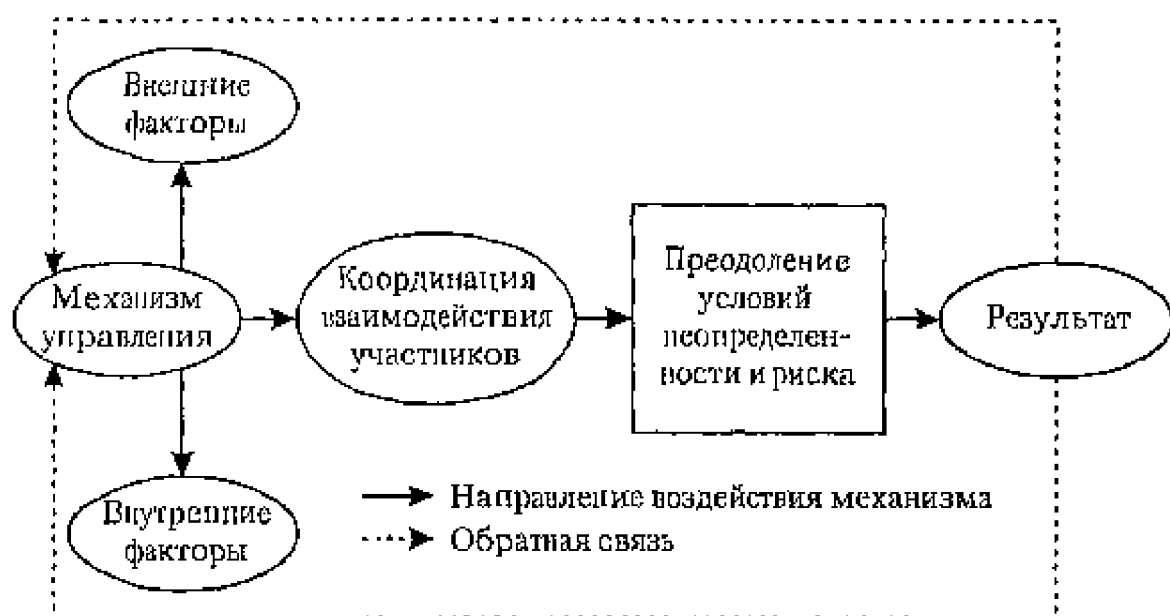 Внешние
факторы
Механизм
управления
Координация
взаимодействия
участников
Преодоление
условий
неопределен-
ности и риска
Результат
Внутренние
факторы
Направление воздействия механизма
Обратная связь